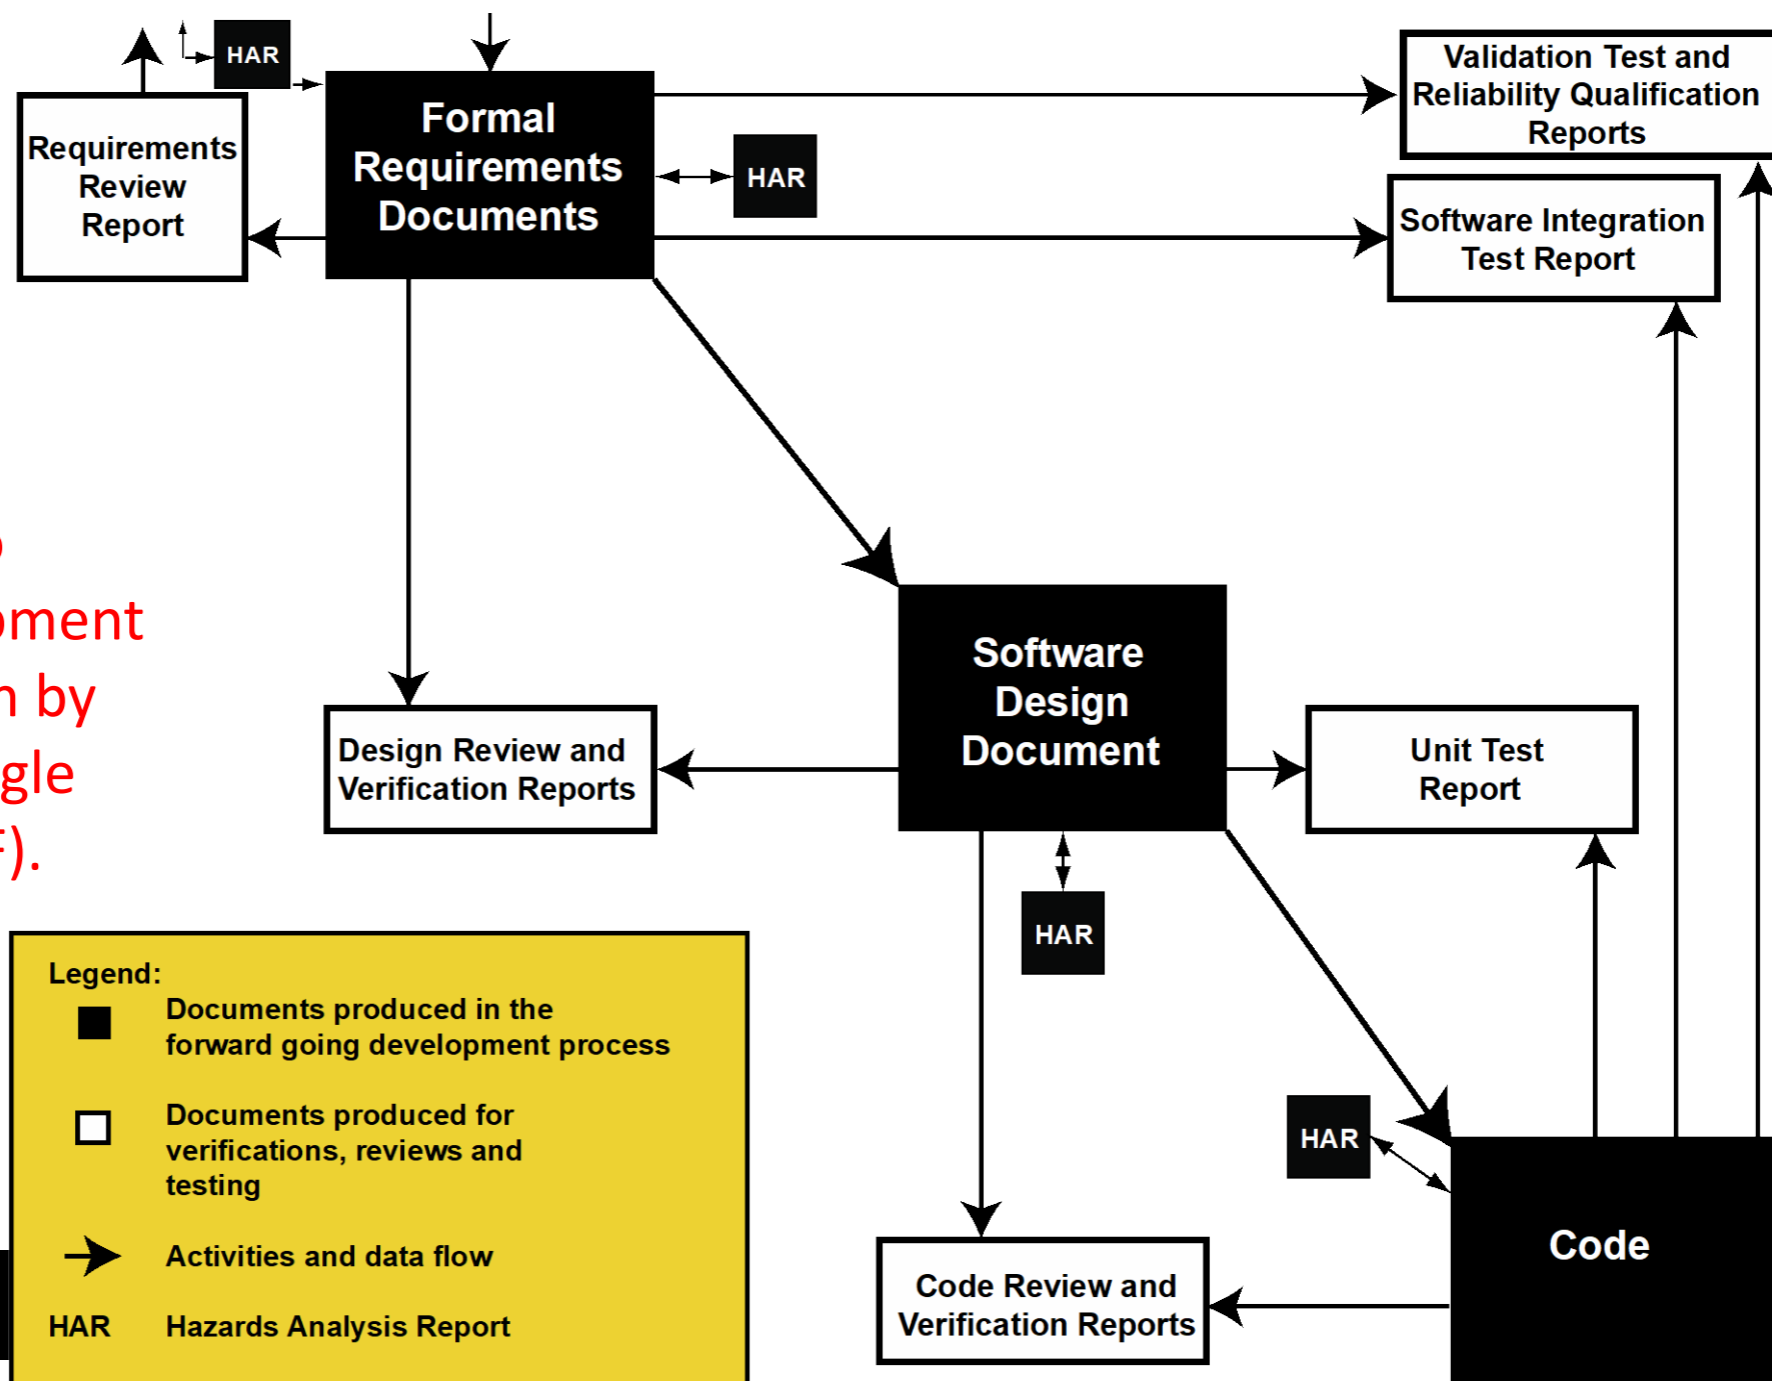 HAR
Formal
Requirements
Documents
Validation Test and
Reliability Qualification
Reports
Requirements
Review
Report
HAR
Software Integration
Test Report
by
Software
Design
Document
Design Review and
Verification Reports
Unit Test
Report
HAR
Legend:
Documents produced in the
forward going development process
Documents produced for
verifications, reviews and
testing
Activities and data flow
HAR Hazards Analysis Report
HAR
Code
Code Review and
Verification Reports